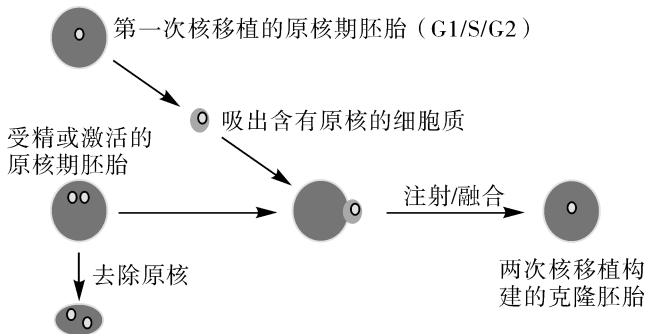 第一次核移植的原核期胚胎（G1/S/G2）
吸出含有原核的细胞质
受精或激活的
原核期胚胎
注射/融合
去除原核
两次核移植构
建的克隆胚胎